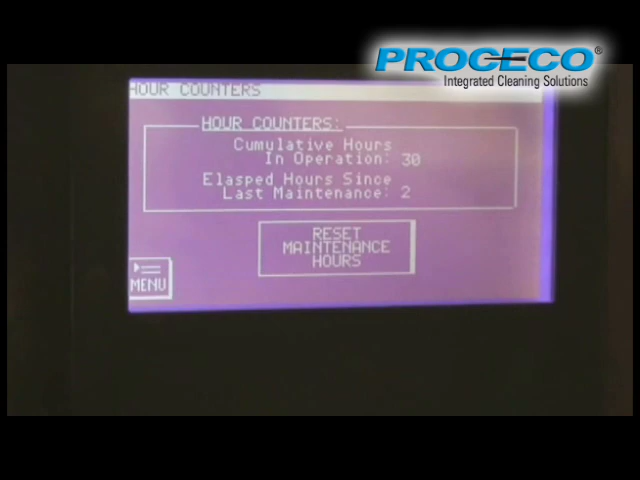 PROCECO®
Integrated Cleaning Solutions
HOUR COUNTERS
HOUR COUNTERS:
Cumulative Hours
In Operation: 30
Elasped Hours Since
Last Maintenance: 2
RESET
MAINTENANCE
HOURS
MENU